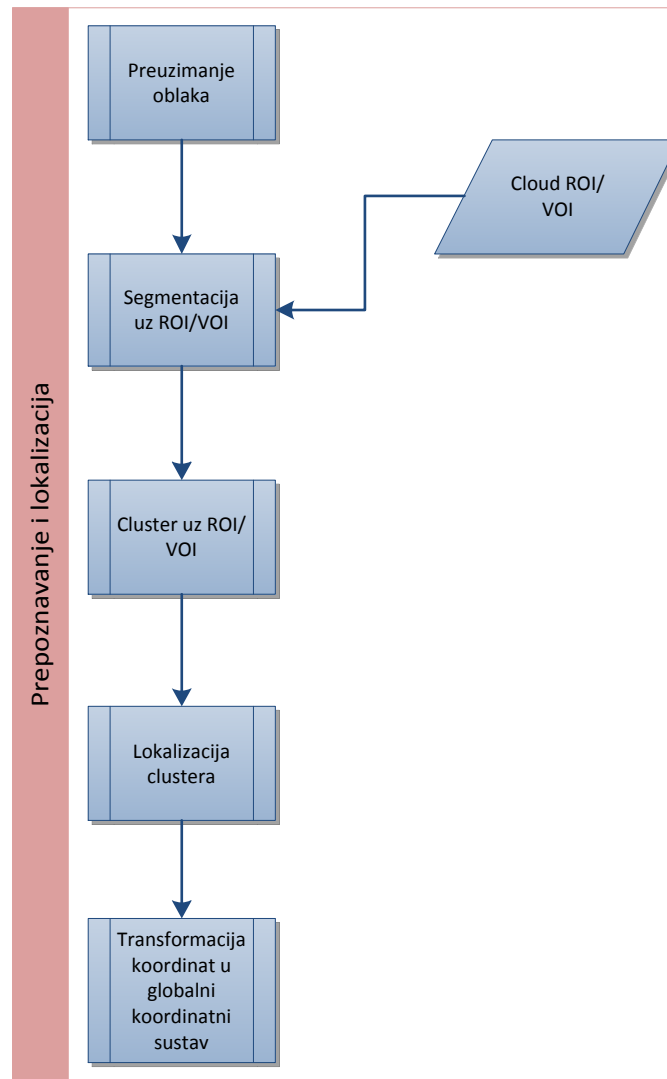 Prepoznavanje i lokalizacija
Preuzimanje
oblaka
Cloud ROI/
VOI
Segmentacija
uz ROI/VOI
Cluster uz ROI/
VOI
Lokalizacija
clustera
Transformacija
koordinat u
globalni
koordinatni
sustav